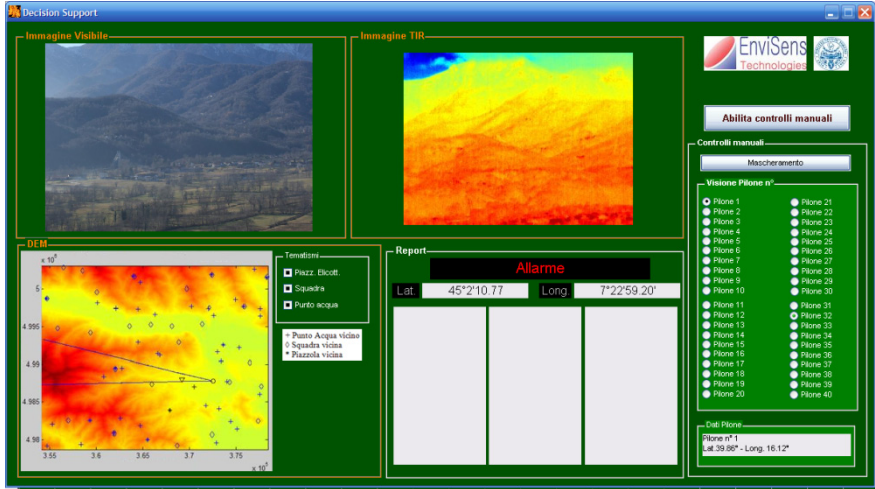 Decision Support
Immagine Visibile
Immagine TIR
EnviSens
Technologies
Abilita controlli manuali
Controlli manuali
Mascheramento
Visione Pilone n°
Pilone 1
Pilone 2
Pilone 3
Pilone 4
Pilone 5
Pilone 6
Pilone 7
Pilone 8
Pilone 9
Pilone 10
Pilone 11
Pilone 12
Pilone 13
Pilone 14
Pilone 15
Pilone 16
Pilone 17
Pilone 18
Pilone 19
Pilone 20
Pilone 21
Pilone 22
Pilone 23
Pilone 24
Pilone 25
Pilone 26
Pilone 27
Pilone 28
Pilone 29
Pilone 30
Pilone 31
Pilone 32
Pilone 33
Pilone 34
Pilone 35
Pilone 36
Pilone 37
Pilone 38
Pilone 39
Pilone 40
Dati Pilone
Pilone n° 1
Lat.39.86° - Long. 16.12°
DEM
x 10⁶
5
4.995
4.99
4.985
4.98
3.55 3.6 3.65 3.7 3.75
x 10⁵
Tematismi
Piazz. Elicott.
Squadra
Punto acqua
+ Punto Acqua vicino
◊ Squadra vicina
* Piazzola vicina
Report
Allarme
Lat. 45°2'10.77 Long. 7°22'59.20'